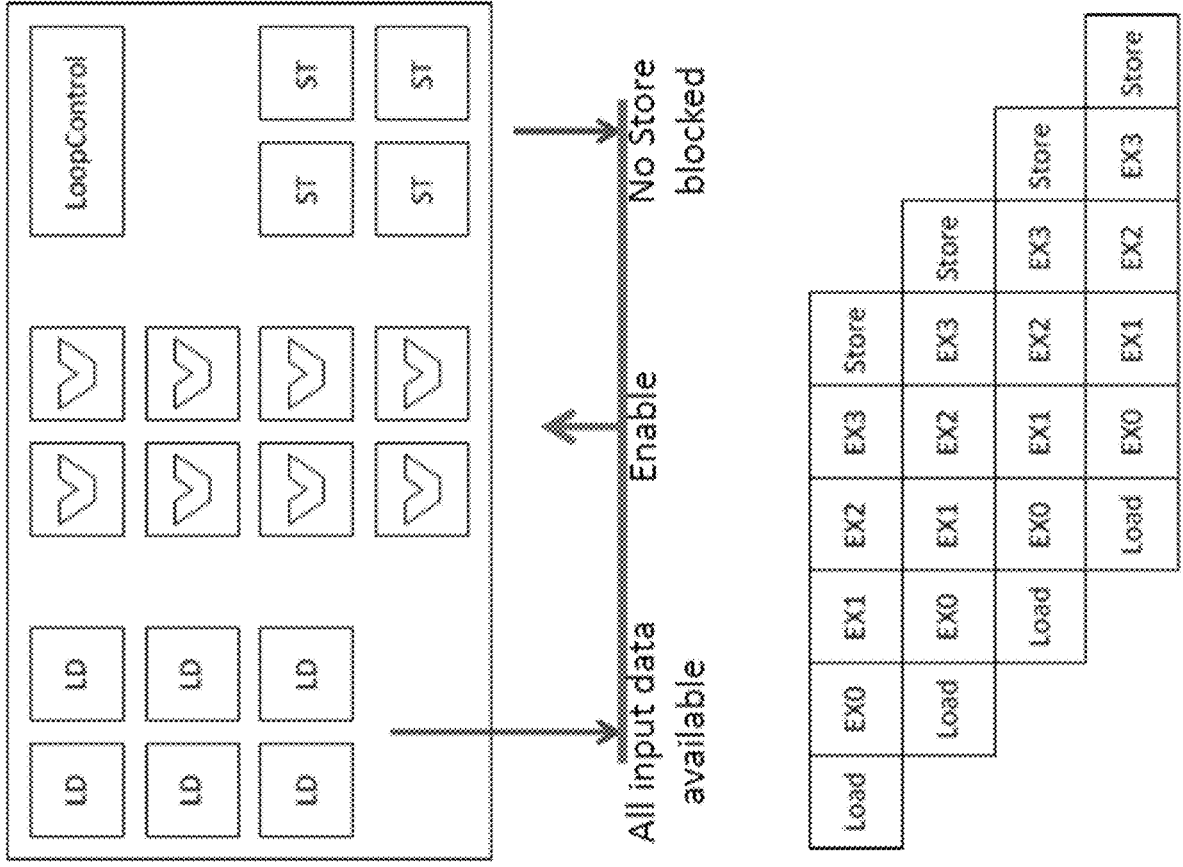 LD LD LoopControl
LD LD
LD LD ST ST
ST ST
All input data
available
Enable
No Store
blocked
Load EX0 EX1 EX2 EX3 Store
Load EX0 EX1 EX2 EX3 Store
Load EX0 EX1 EX2 EX3 Store
Load EX0 EX1 EX2 EX3 Store